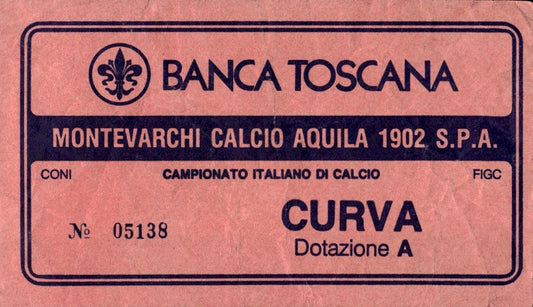 BANCA TOSCANA
MONTEVARCHI CALCIO AQUILA 1902 S.P.A.
CONI CAMPIONATO ITALIANO DI CALCIO FIGC
CURVA
№ 05138
Dotazione A